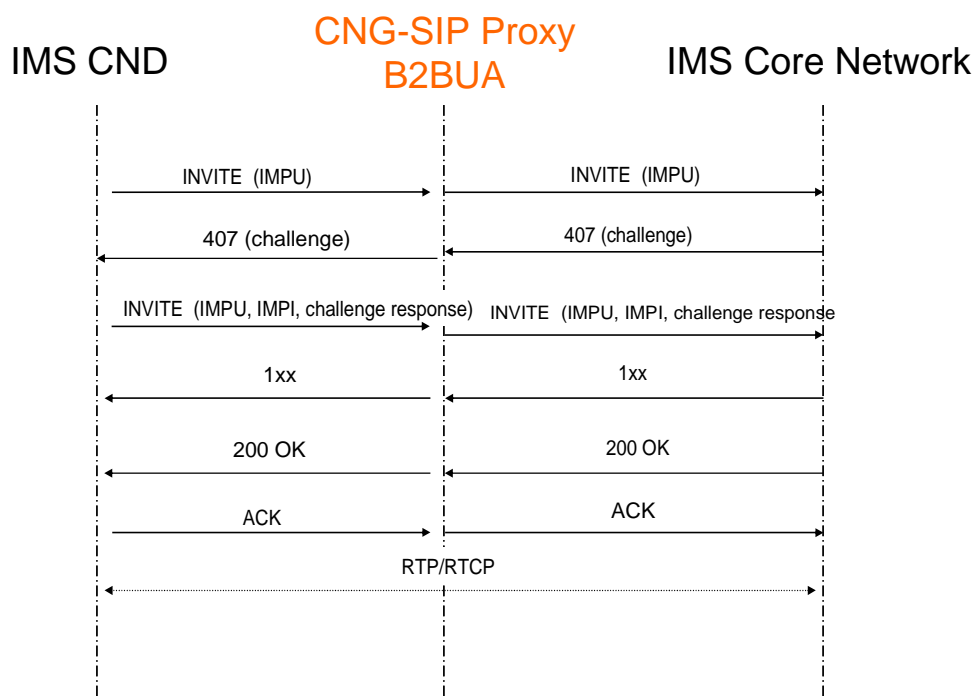 CNG-SIP Proxy
B2BUA
IMS CND
IMS Core Network
INVITE (IMPU)
INVITE (IMPU)
407 (challenge)
407 (challenge)
INVITE (IMPU, IMPI, challenge response)
INVITE (IMPU, IMPI, challenge response
1xx
1xx
200 OK
200 OK
ACK
ACK
RTP/RTCP